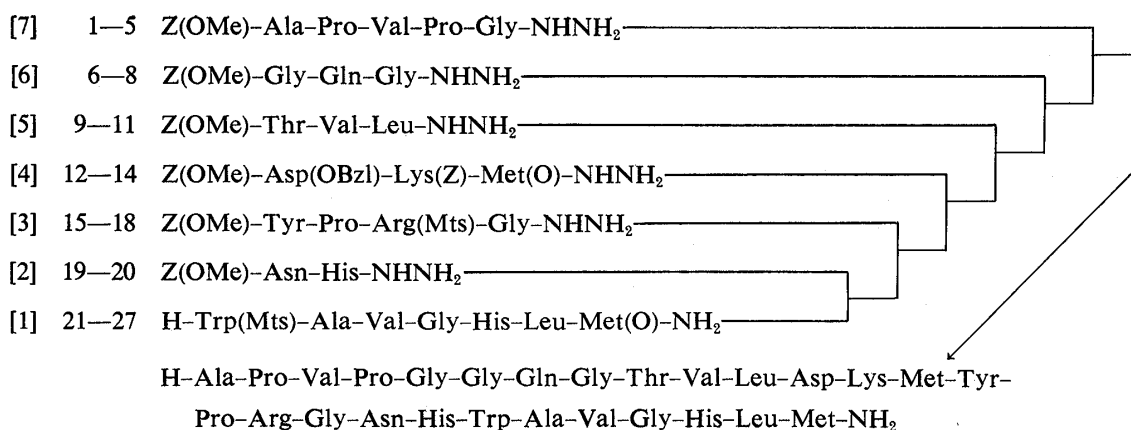 [7] 1—5 Z(OMe)–Ala–Pro–Val–Pro–Gly–NHNH₂
[6] 6—8 Z(OMe)–Gly–Gln–Gly–NHNH₂
[5] 9—11 Z(OMe)–Thr–Val–Leu–NHNH₂
[4] 12—14 Z(OMe)–Asp(OBzl)–Lys(Z)–Met(O)–NHNH₂
[3] 15—18 Z(OMe)–Tyr–Pro–Arg(Mts)–Gly–NHNH₂
[2] 19—20 Z(OMe)–Asn–His–NHNH₂
[1] 21—27 H–Trp(Mts)–Ala–Val–Gly–His–Leu–Met(O)–NH₂
H–Ala–Pro–Val–Pro–Gly–Gly–Gln–Gly–Thr–Val–Leu–Asp–Lys–Met–Tyr–
Pro–Arg–Gly–Asn–His–Trp–Ala–Val–Gly–His–Leu–Met–NH₂